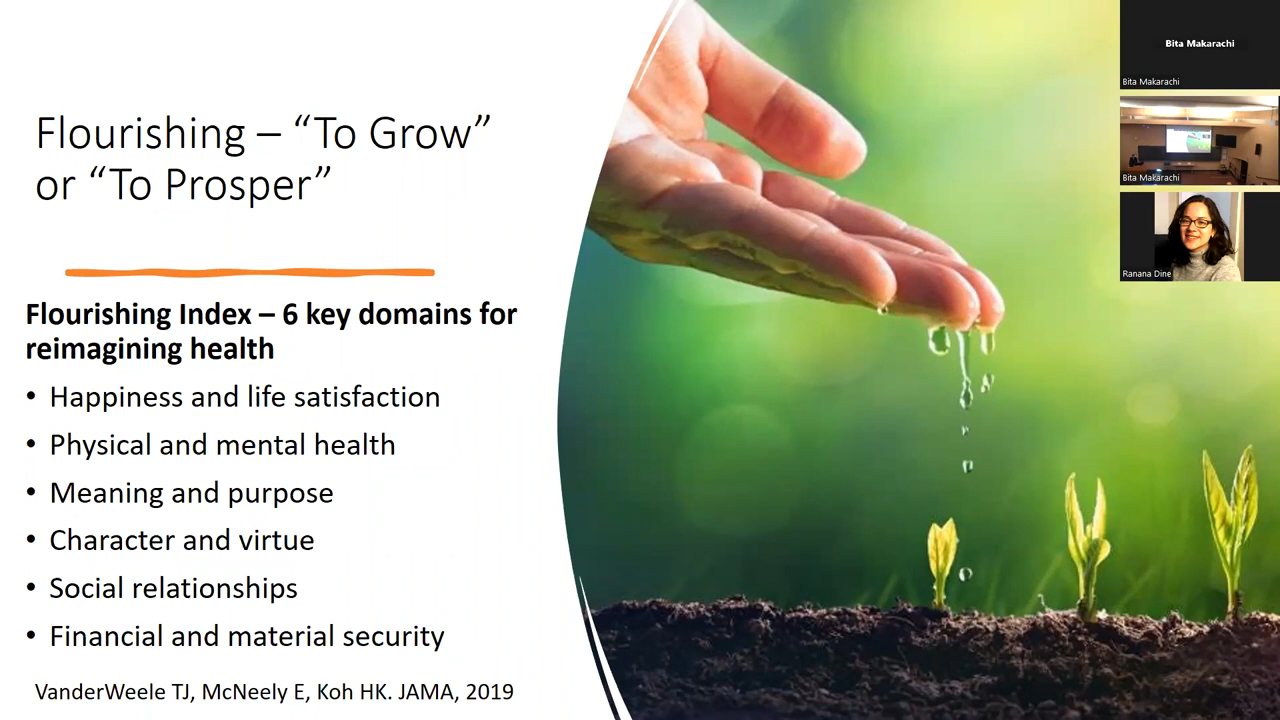 Flourishing – “To Grow”
or “To Prosper”
Flourishing Index – 6 key domains for
reimagining health
• Happiness and life satisfaction
• Physical and mental health
• Meaning and purpose
• Character and virtue
• Social relationships
• Financial and material security
VanderWeele TJ, McNeely E, Koh HK. JAMA, 2019
Bita Makarachi
Bita Makarachi
Bita Makarachi
Ranana Dine